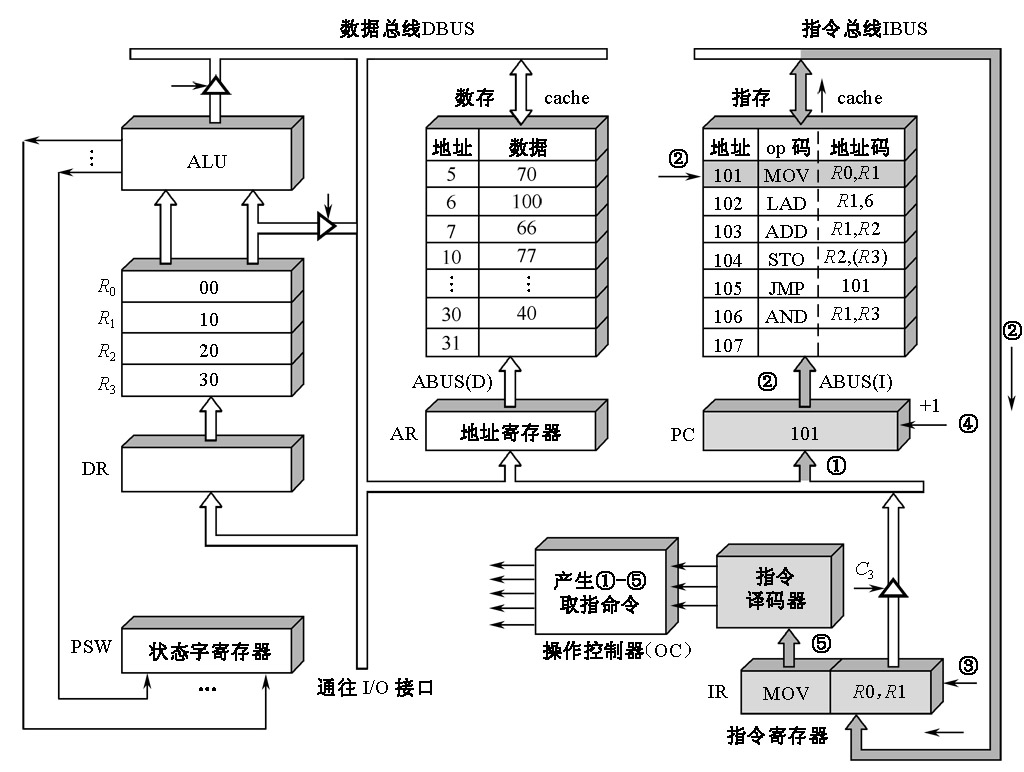 数据总线DBUS
指令总线IBUS
数存 cache
指存 cache
ALU
…
地址 数据
5 70
6 100
7 66
10 77
⋮ ⋮
30 40
31
②
地址 op 码 地址码
101 MOV R0,R1
102 LAD R1,6
103 ADD R1,R2
104 STO R2,(R3)
105 JMP 101
106 AND R1,R3
107
②
R0 00
R1 10
R2 20
R3 30
ABUS(D)
② ABUS(I)
AR 地址寄存器
PC 101
+1
④
①
DR
产生①-⑤
取指命令
操作控制器(OC)
指令
译码器
C3
⑤
③
PSW 状态字寄存器
…
通往 I/O 接口
IR MOV R0, R1
指令寄存器